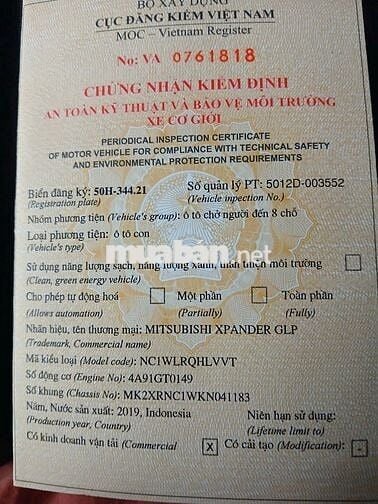 BỘ XÂY DỰNG
CỤC ĐĂNG KIỂM VIỆT NAM
MOC – Vietnam Register
No: VA 0761818
CHỨNG NHẬN KIỂM ĐỊNH
AN TOÀN KỸ THUẬT VÀ BẢO VỆ MÔI TRƯỜNG
XE CƠ GIỚI
PERIODICAL INSPECTION CERTIFICATE
OF MOTOR VEHICLE FOR COMPLIANCE WITH TECHNICAL SAFETY
AND ENVIRONMENTAL PROTECTION REQUIREMENTS
Biển đăng ký: 50H-344.21 Số quản lý PT: 5012D-003552
(Registration plate) (Vehicle inpection No.)
Nhóm phương tiện (Vehicle's group): ô tô chở người đến 8 chỗ
Loại phương tiện: ô tô con
(Vehicle's type)
muaban.net
Sử dụng năng lượng sạch, năng lượng xanh, thân thiện môi trường
(Clean, green energy vehicle)
Cho phép tự động hoá Một phần Toàn phần
(Allows automation) (Partially) (Fully)
Nhãn hiệu, tên thương mại: MITSUBISHI XPANDER GLP
(Trademark, Commercial name)
Mã kiểu loại (Model code): NC1WLRQHLVVT
Số động cơ (Engine No): 4A91GT0149
Số khung (Chassis No): MK2XRNC1WKN041183
Năm, Nước sản xuất: 2019, Indonesia Niên hạn sử dụng:
(Production year, Country) (Lifetime limit to)
Có kinh doanh vận tải (Commercial X Có cải tạo (Modification): -